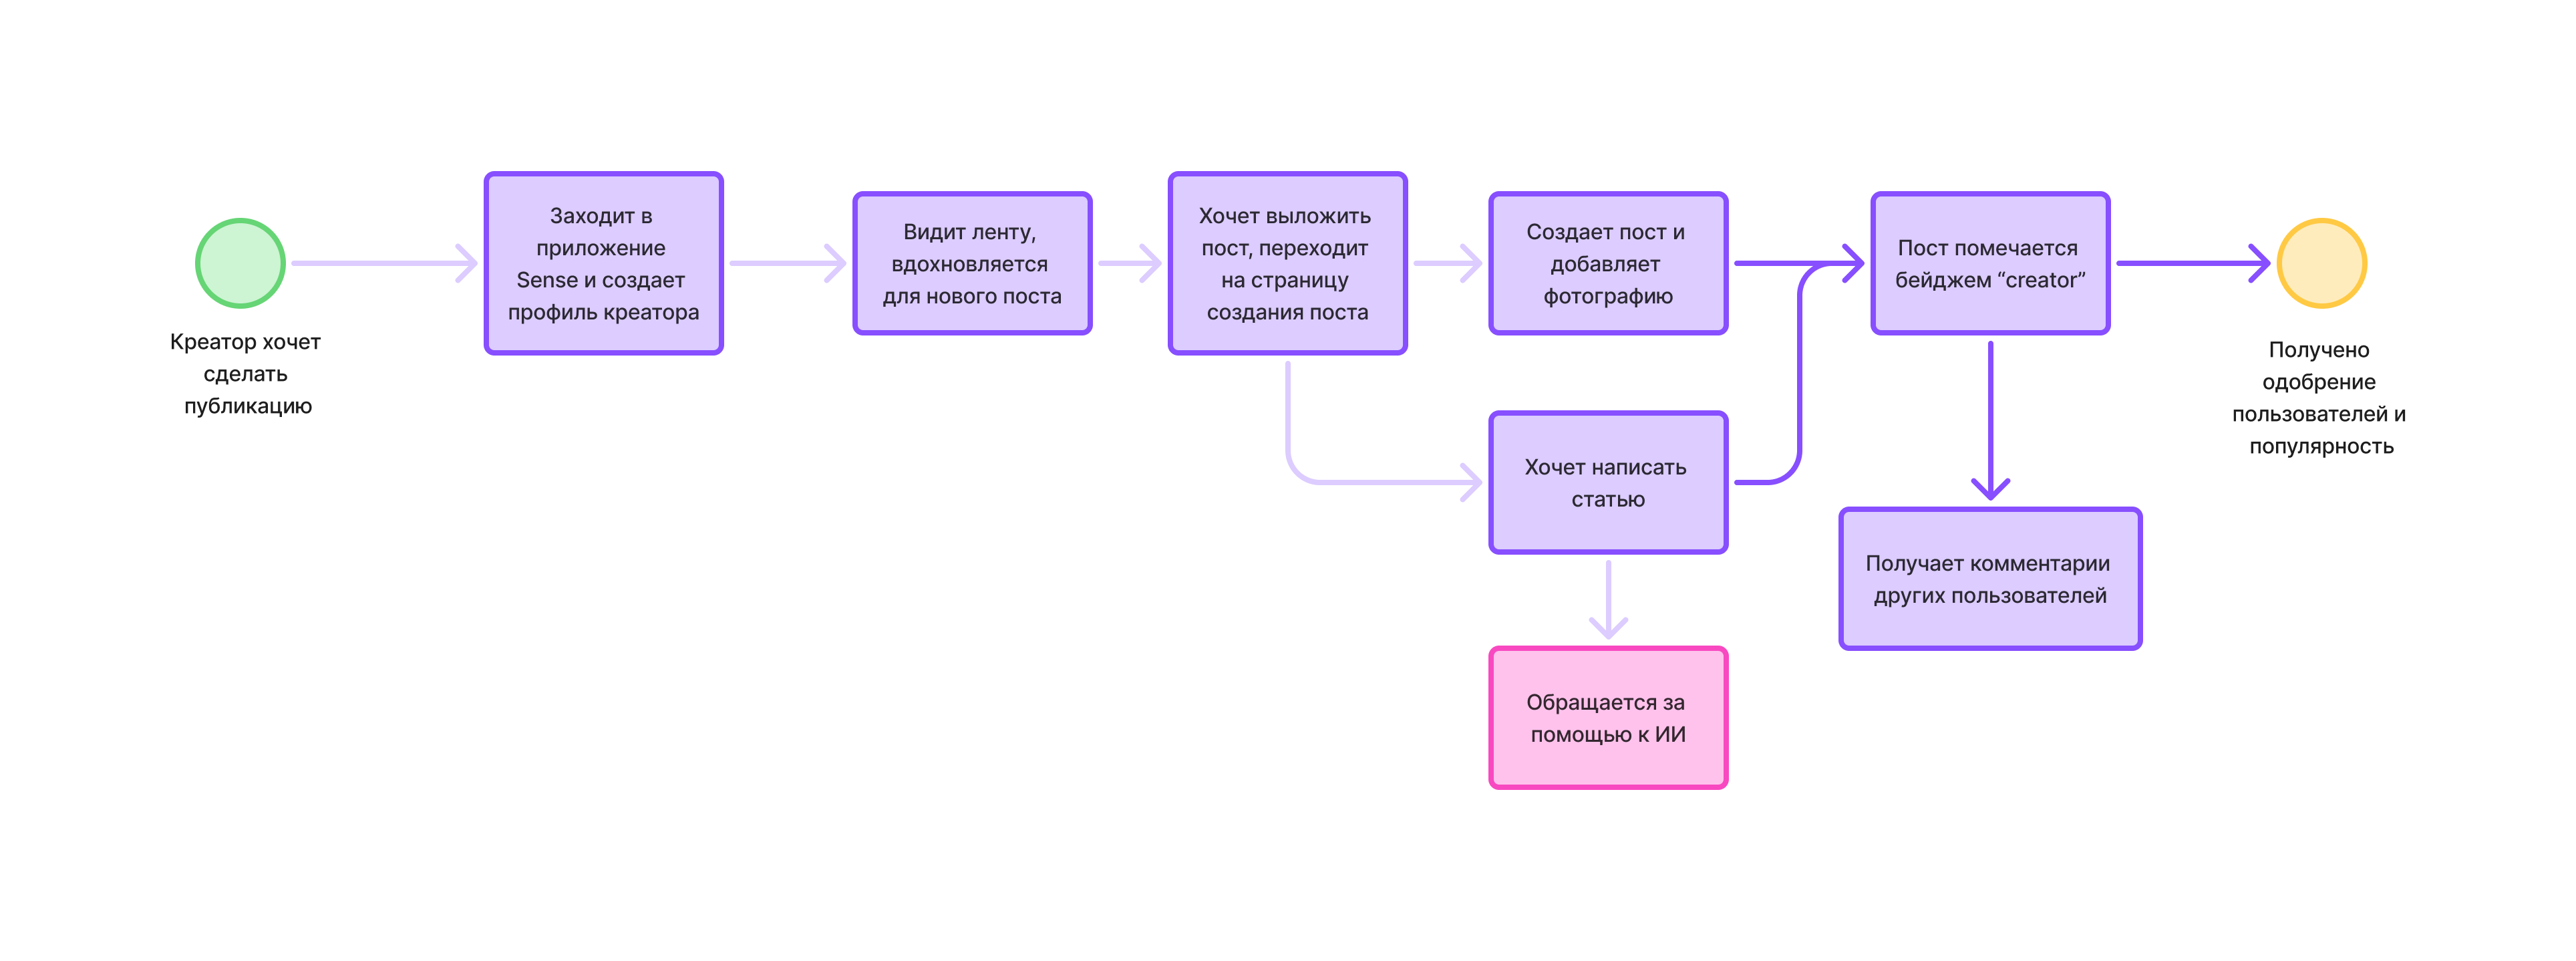 Креатор хочет
сделать
публикацию
Заходит в
приложение
Sense и создает
профиль креатора
Видит ленту,
вдохновляется
для нового поста
Хочет выложить
пост, переходит
на страницу
создания поста
Создает пост и
добавляет
фотографию
Хочет написать
статью
Обращается за
помощью к ИИ
Пост помечается
бейджем “creator”
Получает комментарии
других пользователей
Получено
одобрение
пользователей и
популярность